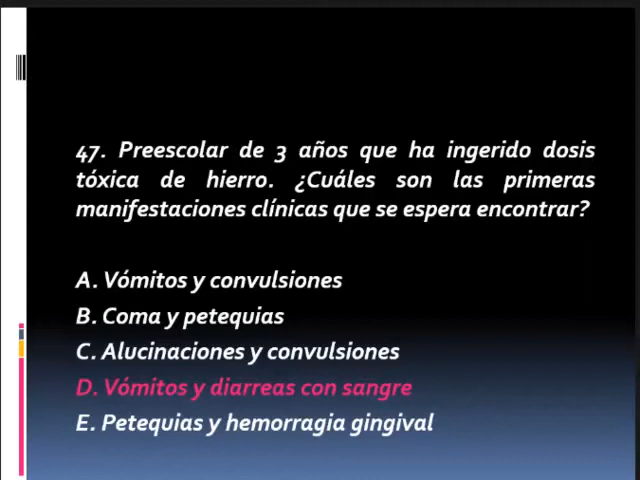 47. Preescolar de 3 años que ha ingerido dosis
tóxica de hierro. ¿Cuáles son las primeras
manifestaciones clínicas que se espera encontrar?
A. Vómitos y convulsiones
B. Coma y petequias
C. Alucinaciones y convulsiones
D. Vómitos y diarreas con sangre
E. Petequias y hemorragia gingival